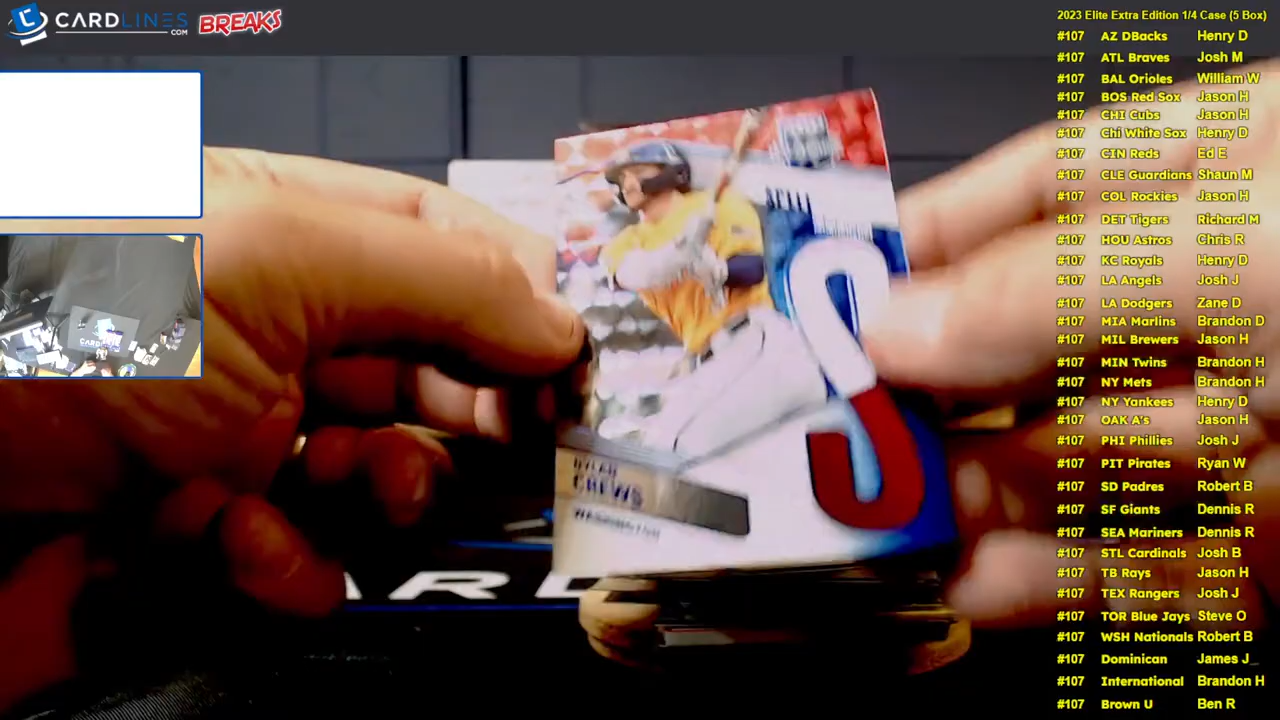 CARDLINES
.COM
BREAKS
2023 Elite Extra Edition 1/4 Case (5 Box)
#107 AZ DBacks Henry D
#107 ATL Braves Josh M
#107 BAL Orioles William W
#107 BOS Red Sox Jason H
#107 CHI Cubs Jason H
#107 Chi White Sox Henry D
#107 CIN Reds Ed E
#107 CLE Guardians Shaun M
#107 COL Rockies Jason H
#107 DET Tigers Richard M
#107 HOU Astros Chris R
#107 KC Royals Henry D
#107 LA Angels Josh J
#107 LA Dodgers Zane D
#107 MIA Marlins Brandon D
#107 MIL Brewers Jason H
#107 MIN Twins Brandon H
#107 NY Mets Brandon H
#107 NY Yankees Henry D
#107 OAK A's Jason H
#107 PHI Phillies Josh J
#107 PIT Pirates Ryan W
#107 SD Padres Robert B
#107 SF Giants Dennis R
#107 SEA Mariners Dennis R
#107 STL Cardinals Josh B
#107 TB Rays Jason H
#107 TEX Rangers Josh J
#107 TOR Blue Jays Steve O
#107 WSH Nationals Robert B
#107 Dominican James J
#107 International Brandon H
#107 Brown U Ben R
DYLAN
CREWS
WASHINGTON
ARD